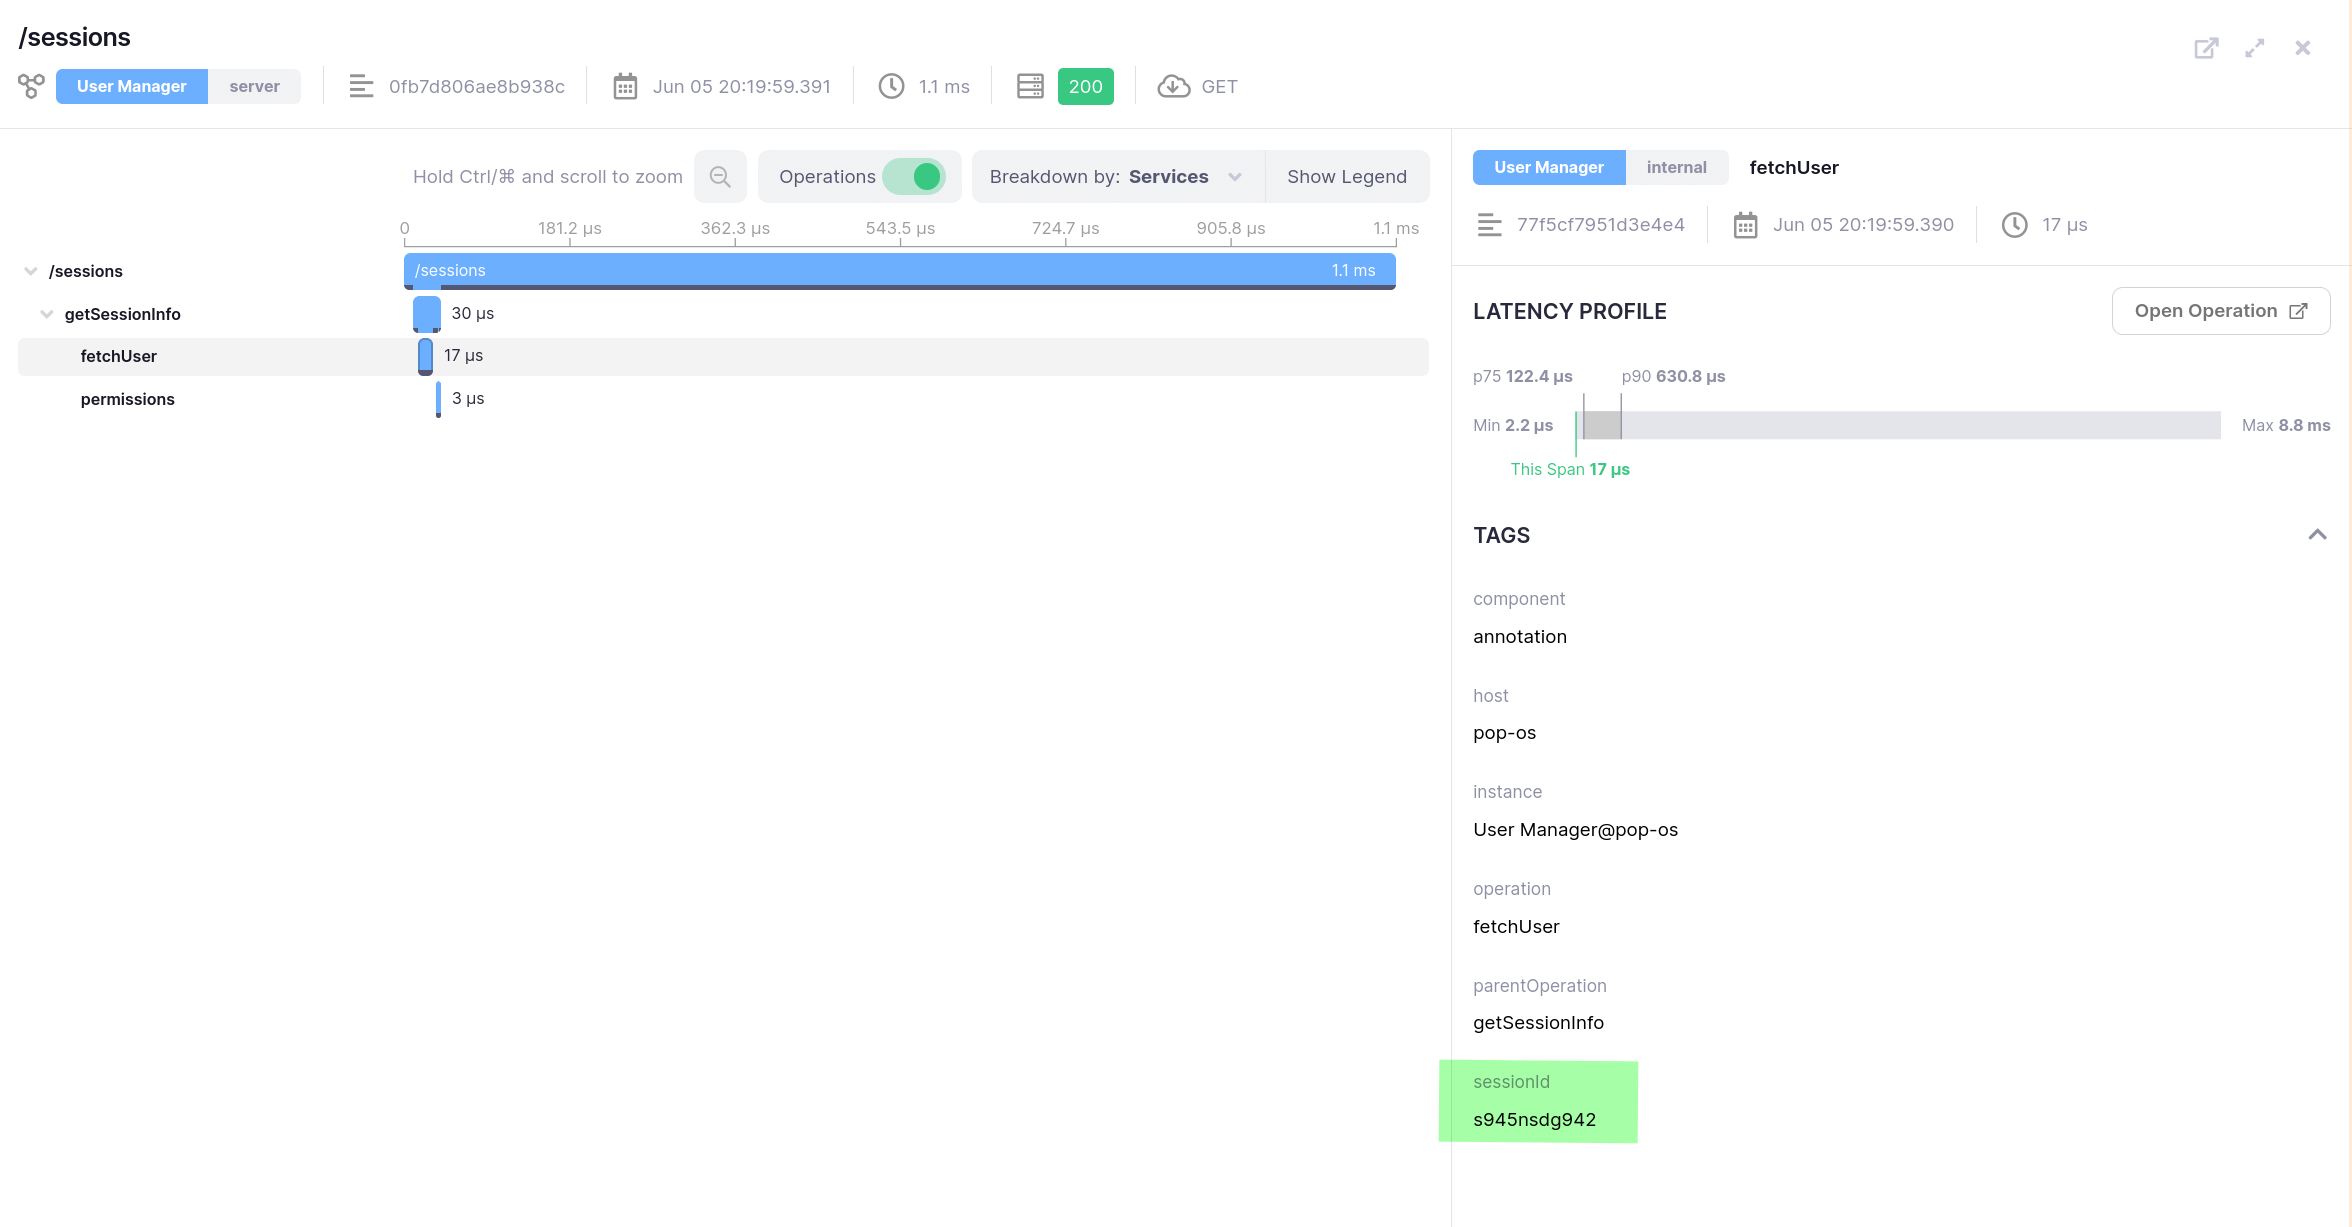 /sessions
User Manager server 0fb7d806ae8b938c Jun 05 20:19:59.391 1.1 ms 200 GET
Hold Ctrl/⌘ and scroll to zoom Operations Breakdown by: Services Show Legend
0 181.2 µs 362.3 µs 543.5 µs 724.7 µs 905.8 µs 1.1 ms
/sessions /sessions 1.1 ms
getSessionInfo 30 µs
fetchUser 17 µs
permissions 3 µs
User Manager internal fetchUser
77f5cf7951d3e4e4 Jun 05 20:19:59.390 17 µs
LATENCY PROFILE Open Operation
p75 122.4 µs p90 630.8 µs
Min 2.2 µs Max 8.8 ms
This Span 17 µs
TAGS
component
annotation
host
pop-os
instance
User Manager@pop-os
operation
fetchUser
parentOperation
getSessionInfo
sessionId
s945nsdg942